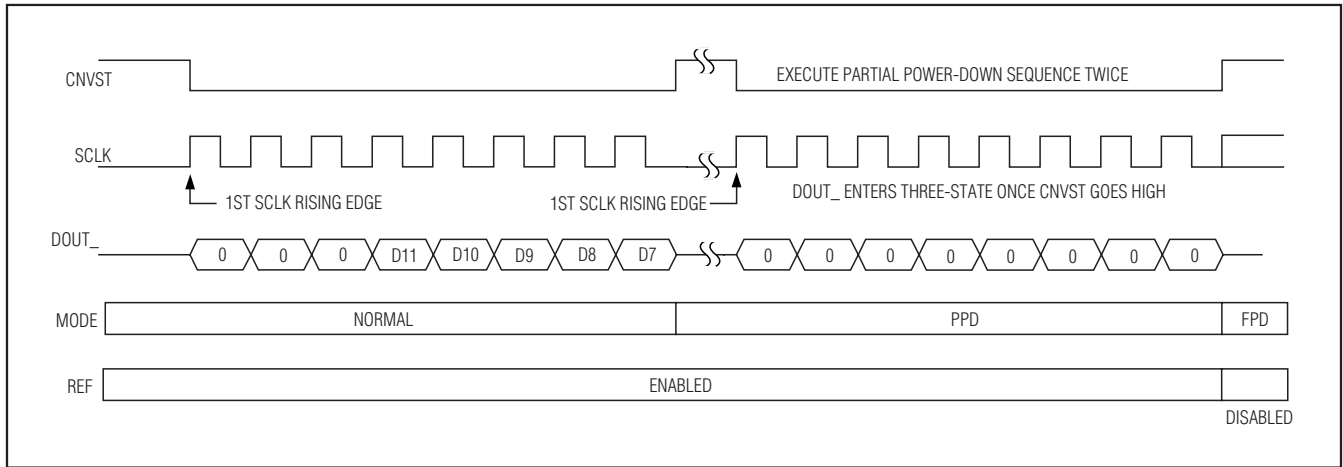 CNVST
EXECUTE PARTIAL POWER-DOWN SEQUENCE TWICE
SCLK
1ST SCLK RISING EDGE
1ST SCLK RISING EDGE
DOUT_ ENTERS THREE-STATE ONCE CNVST GOES HIGH
DOUT_
0 0 0 D11 D10 D9 D8 D7 0 0 0 0 0 0 0 0
MODE NORMAL PPD FPD
REF ENABLED
DISABLED